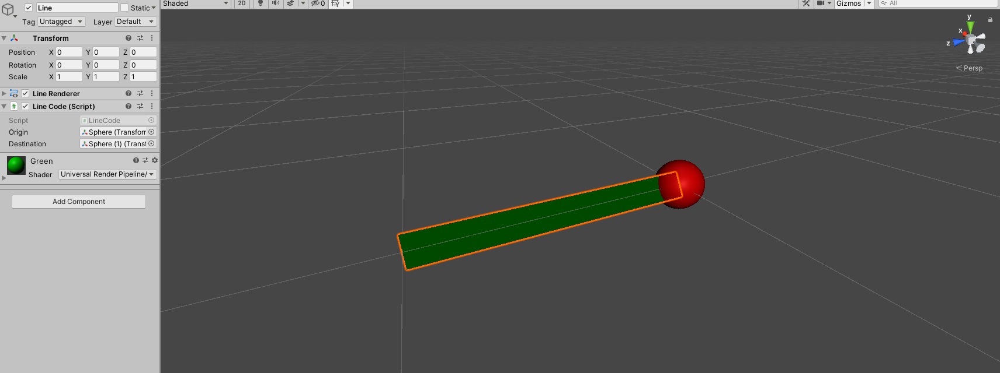 Line
Static
Tag Untagged Layer Default
Transform
Position X 0 Y 0 Z 0
Rotation X 0 Y 0 Z 0
Scale X 1 Y 1 Z 1
Line Renderer
# Line Code (Script)
Script # LineCode
Origin Sphere (Transforr
Destination Sphere (1) (Transf
Green
Shader Universal Render Pipeline/
Add Component
Shaded 2D 0 Gizmos All
y
x
z
< Persp